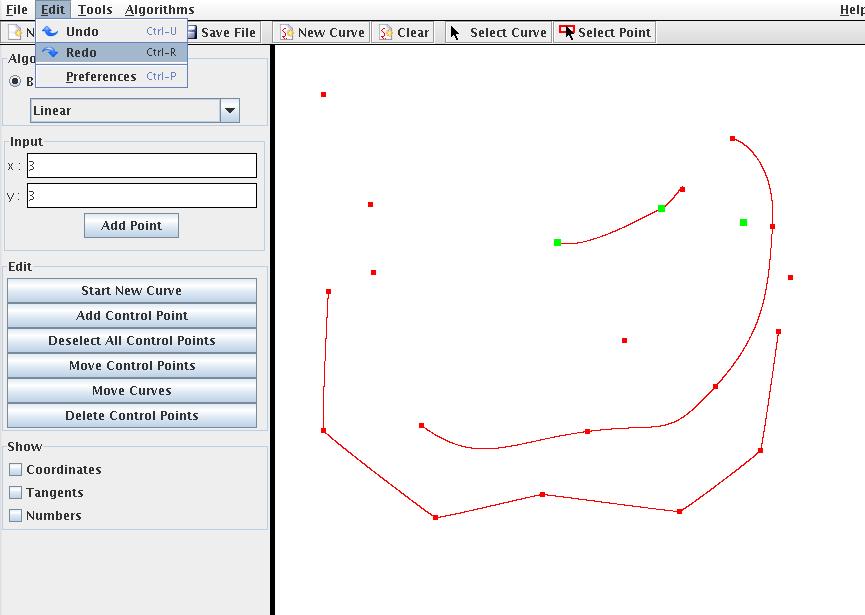 File Edit Tools Algorithms Help
Undo Ctrl-U
Save File New Curve Clear Select Curve Select Point
Redo Ctrl-R
Preferences Ctrl-P
Linear
Input
x : 3
y : 3
Add Point
Edit
Start New Curve
Add Control Point
Deselect All Control Points
Move Control Points
Move Curves
Delete Control Points
Show
Coordinates
Tangents
Numbers